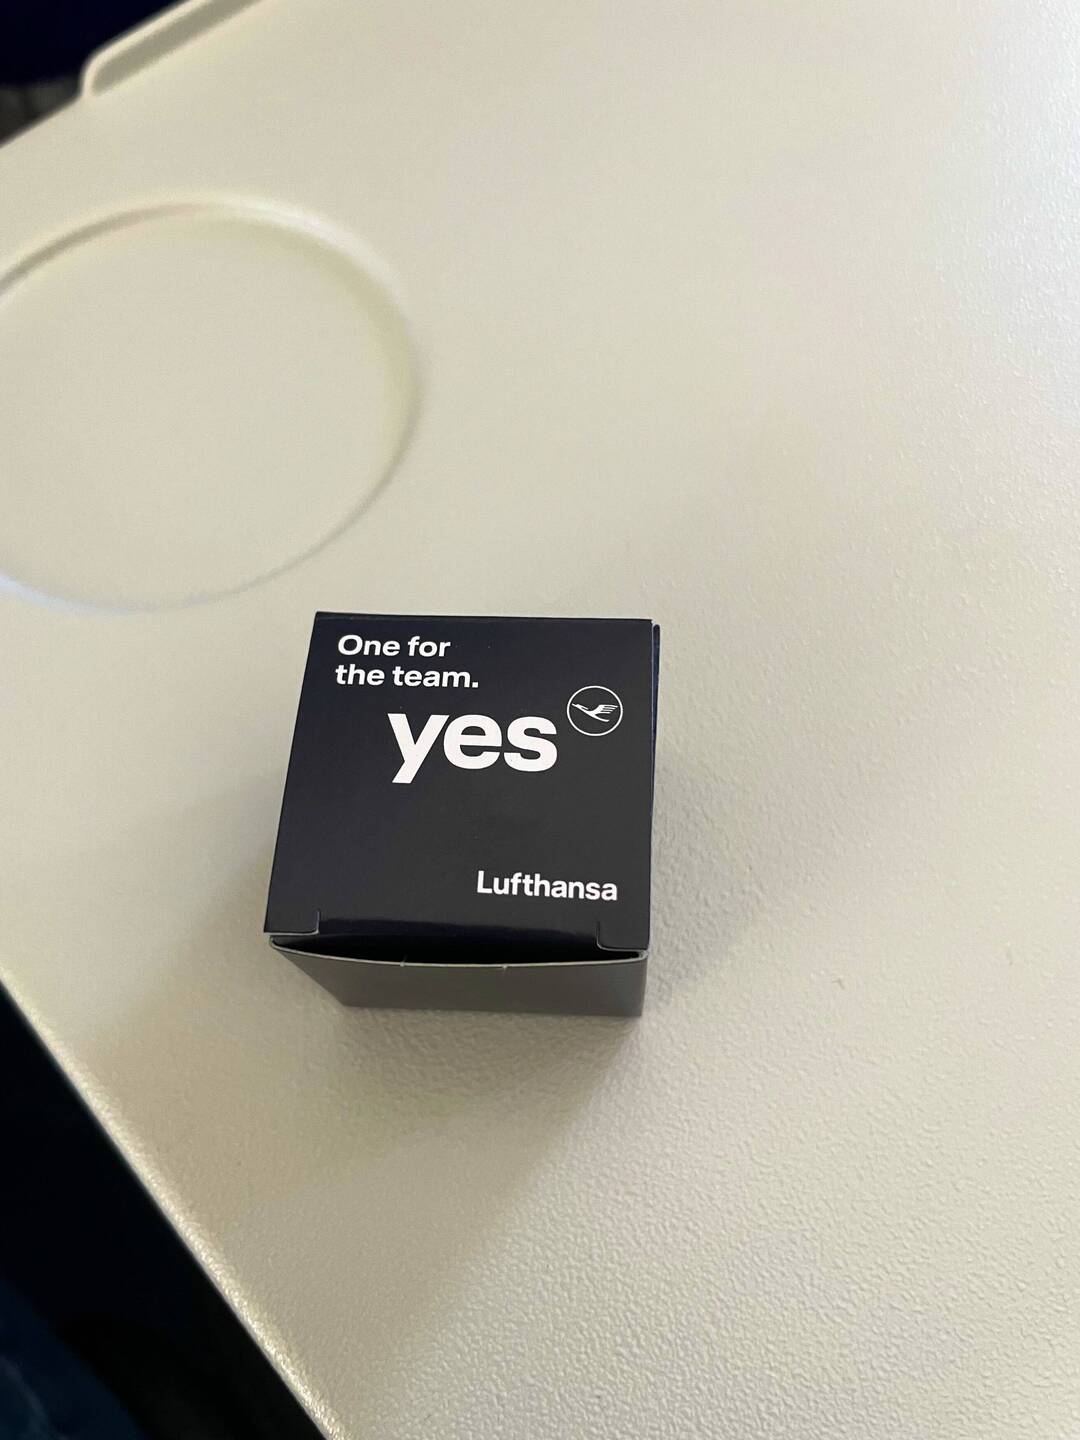 One for
the team.
yes
Lufthansa